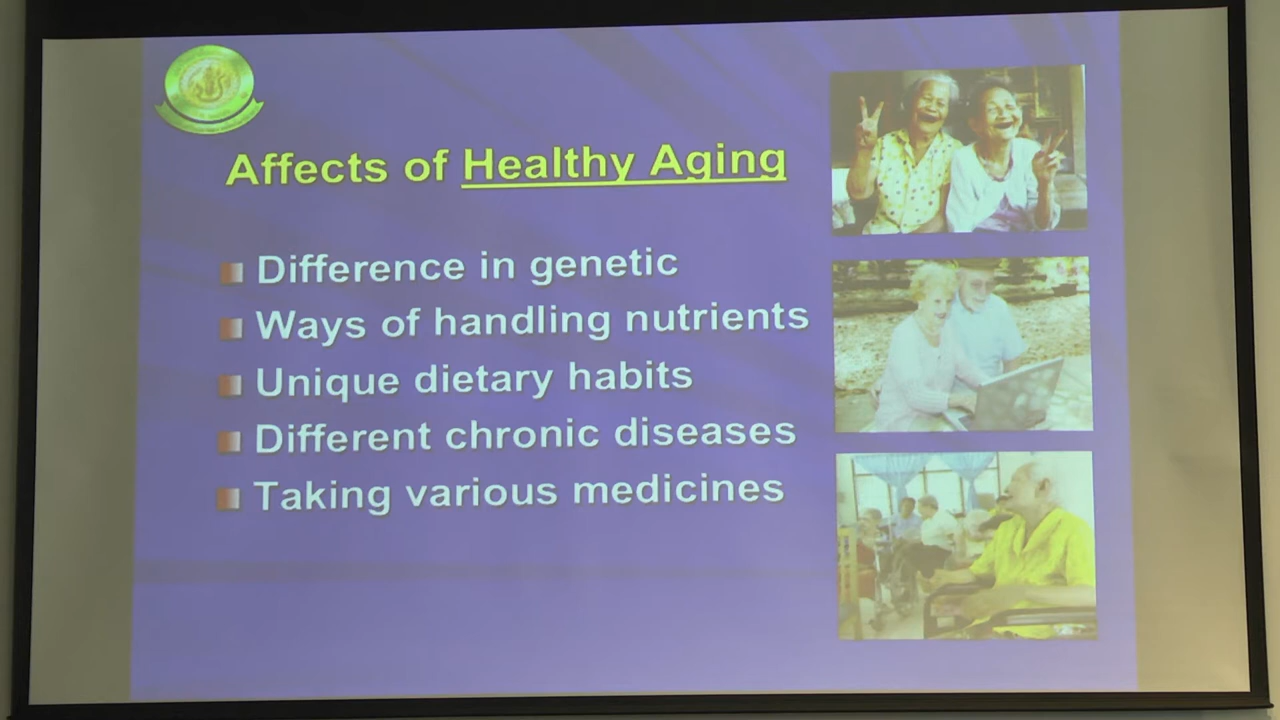 Affects of Healthy Aging
Difference in genetic
Ways of handling nutrients
Unique dietary habits
Different chronic diseases
Taking various medicines